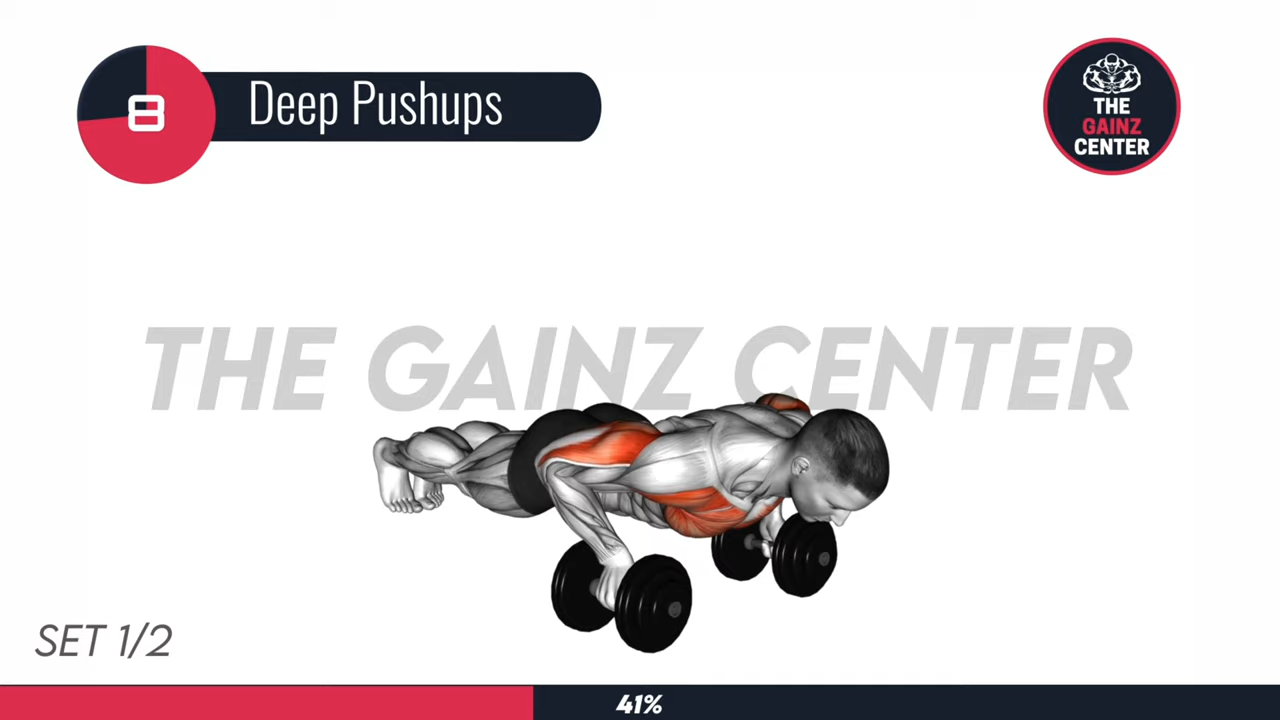 8
Deep Pushups
THE
GAINZ
CENTER
THE GAINZ CENTER
SET 1/2
41%